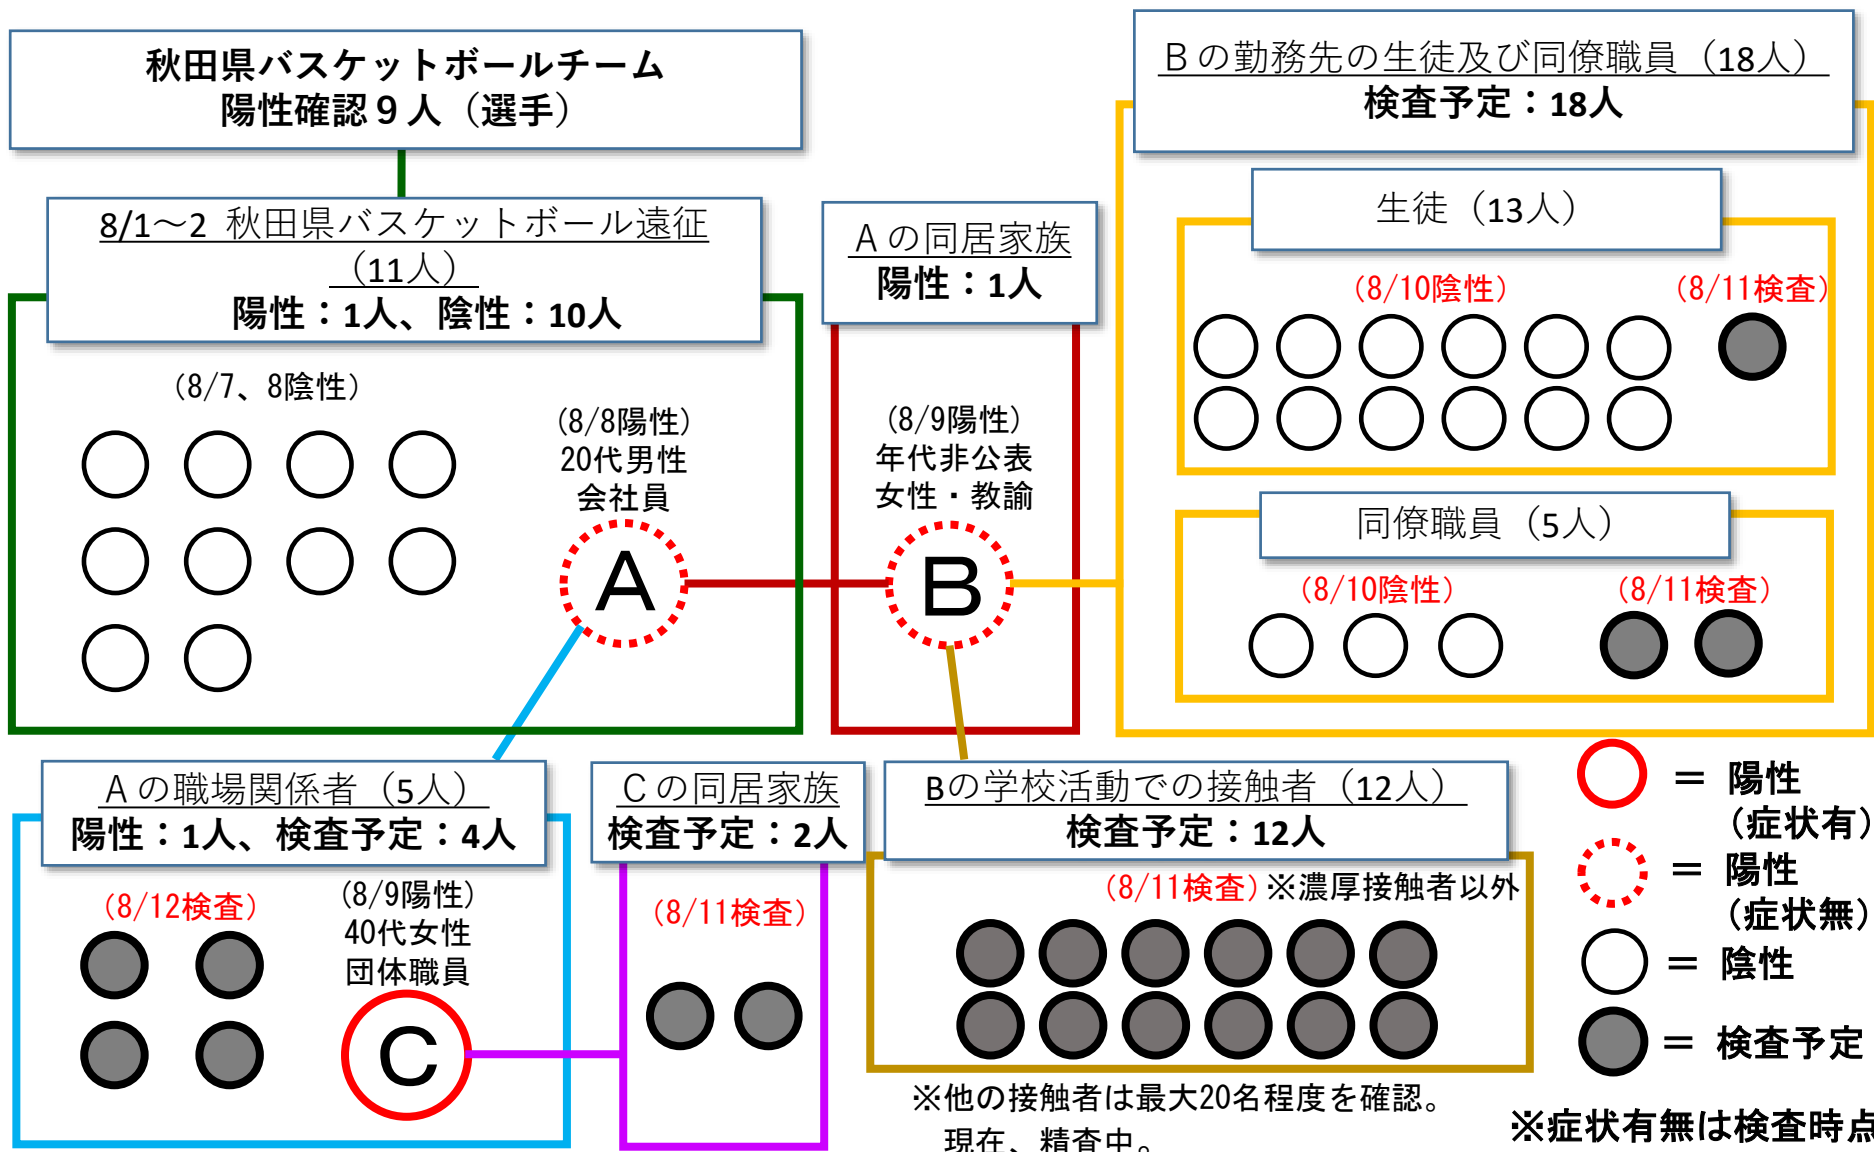 秋田県バスケットボールチーム
陽性確認９人（選手）
8/1～2 秋田県バスケットボール遠征
（11人）
陽性：1人、陰性：10人
（8/7、8陰性）
（8/8陽性）
20代男性
会社員
A
Ａの同居家族
陽性：1人
（8/9陽性）
年代非公表
女性・教諭
B
Ｂの勤務先の生徒及び同僚職員（18人）
検査予定：18人
生徒（13人）
（8/10陰性）
（8/11検査）
同僚職員（5人）
（8/10陰性）
（8/11検査）
Ａの職場関係者（5人）
陽性：1人、検査予定：4人
（8/12検査）
（8/9陽性）
40代女性
団体職員
C
Ｃの同居家族
検査予定：2人
（8/11検査）
Bの学校活動での接触者（12人）
検査予定：12人
（8/11検査）※濃厚接触者以外
※他の接触者は最大20名程度を確認。
現在、精査中。
＝ 陽性
（症状有）
＝ 陽性
（症状無）
＝ 陰性
＝ 検査予定
※症状有無は検査時点